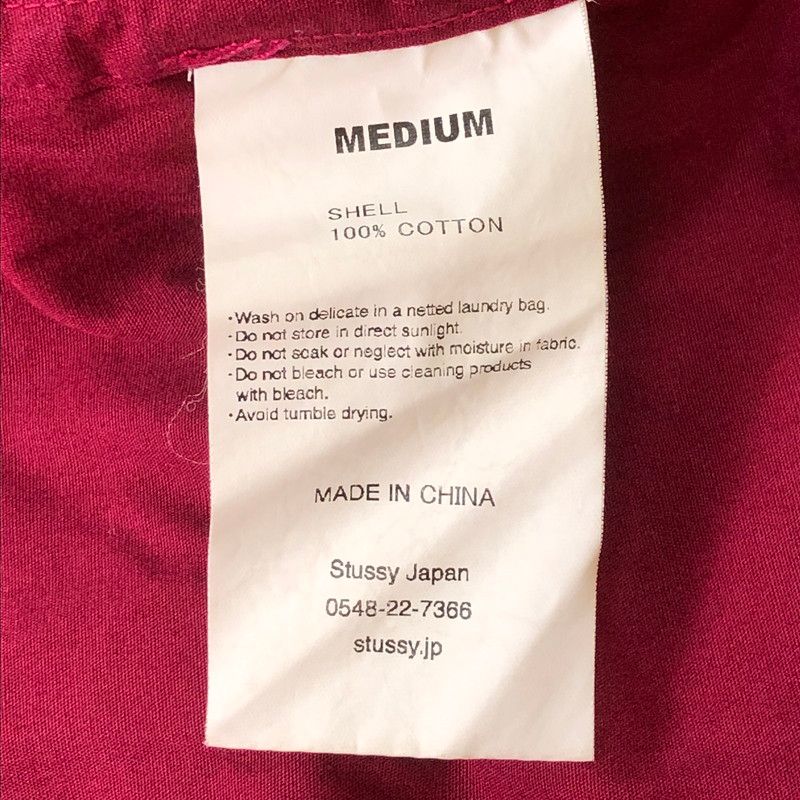 MEDIUM
SHELL
100% COTTON
·Wash on delicate in a netted laundry bag.
·Do not store in direct sunlight.
·Do not soak or neglect with moisture in fabric.
·Do not bleach or use cleaning products
with bleach.
·Avoid tumble drying.
MADE IN CHINA
Stussy Japan
0548-22-7366
stussy.jp